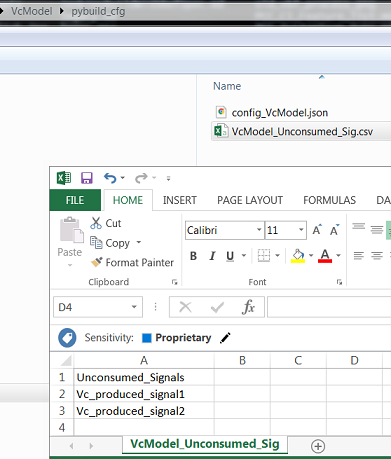 VcModel pybuild_cfg
Name
config_VcModel.json
VcModel_Unconsumed_Sig.csv
FILE HOME INSERT PAGE LAYOUT FORMULAS DA
Cut
Calibri 11 A A
Copy
Paste
B I U A
Format Painter
Clipboard Font
D4 fx
Sensitivity: Proprietary
A B C D
1 Unconsumed_Signals
2 Vc_produced_signal1
3 Vc_produced_signal2
4
VcModel_Unconsumed_Sig